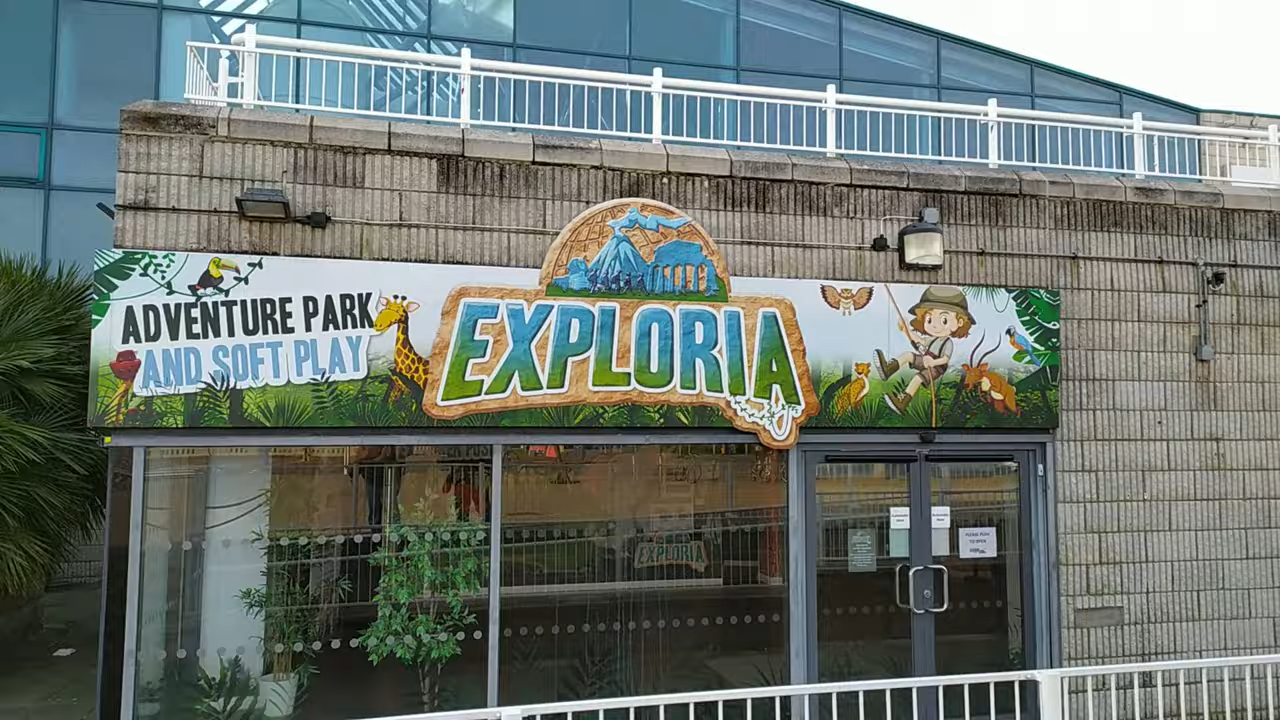 ADVENTURE PARK
AND SOFT PLAY
EXPLORIA
EXPLORIA
PLEASE PUSH
TO OPEN